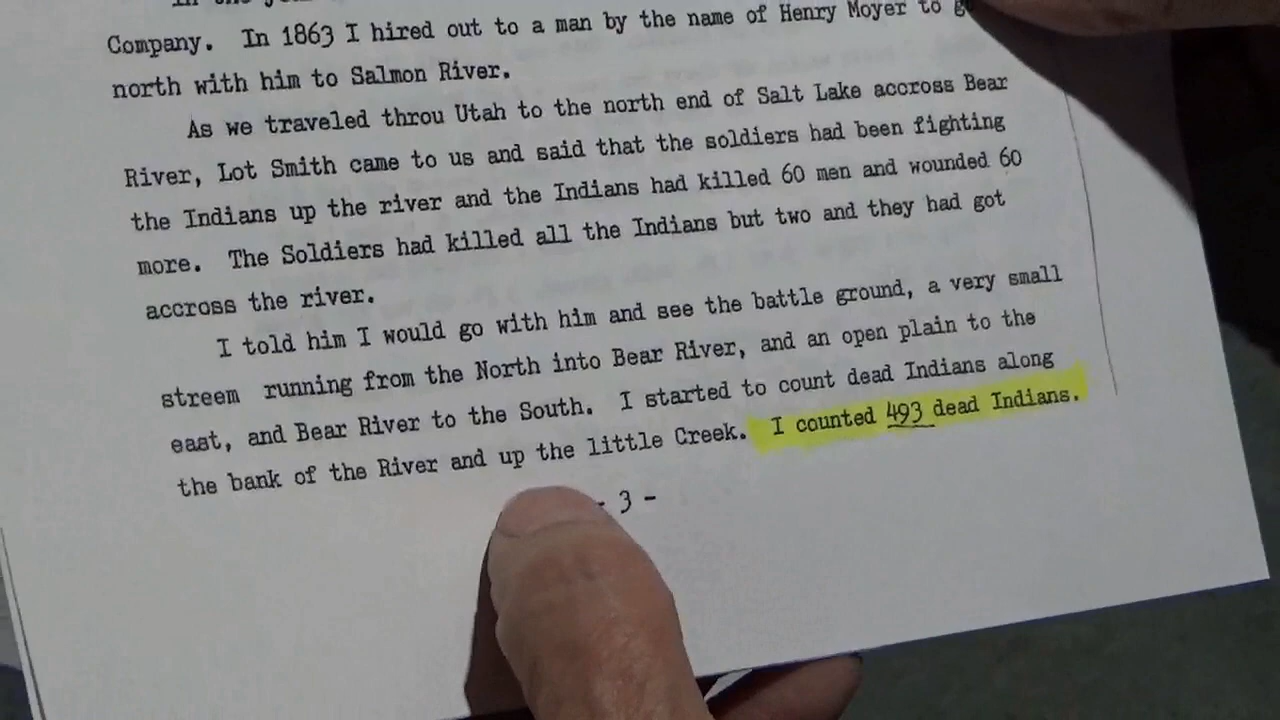 Company. In 1863 I hired out to a man by the name of Henry Moyer to
north with him to Salmon River.
As we traveled thru Utah to the north end of Salt Lake accross Bear
River, Lot Smith came to us and said that the soldiers had been fighting
the Indians up the river and the Indians had killed 60 men and wounded 60
more. The Soldiers had killed all the Indians but two and they had got
accross the river.
I told him I would go with him and see the battle ground, a very small
streem running from the North into Bear River, and an open plain to the
east, and Bear River to the South. I started to count dead Indians along
the bank of the River and up the little Creek. I counted 493 dead Indians.
- 3 -